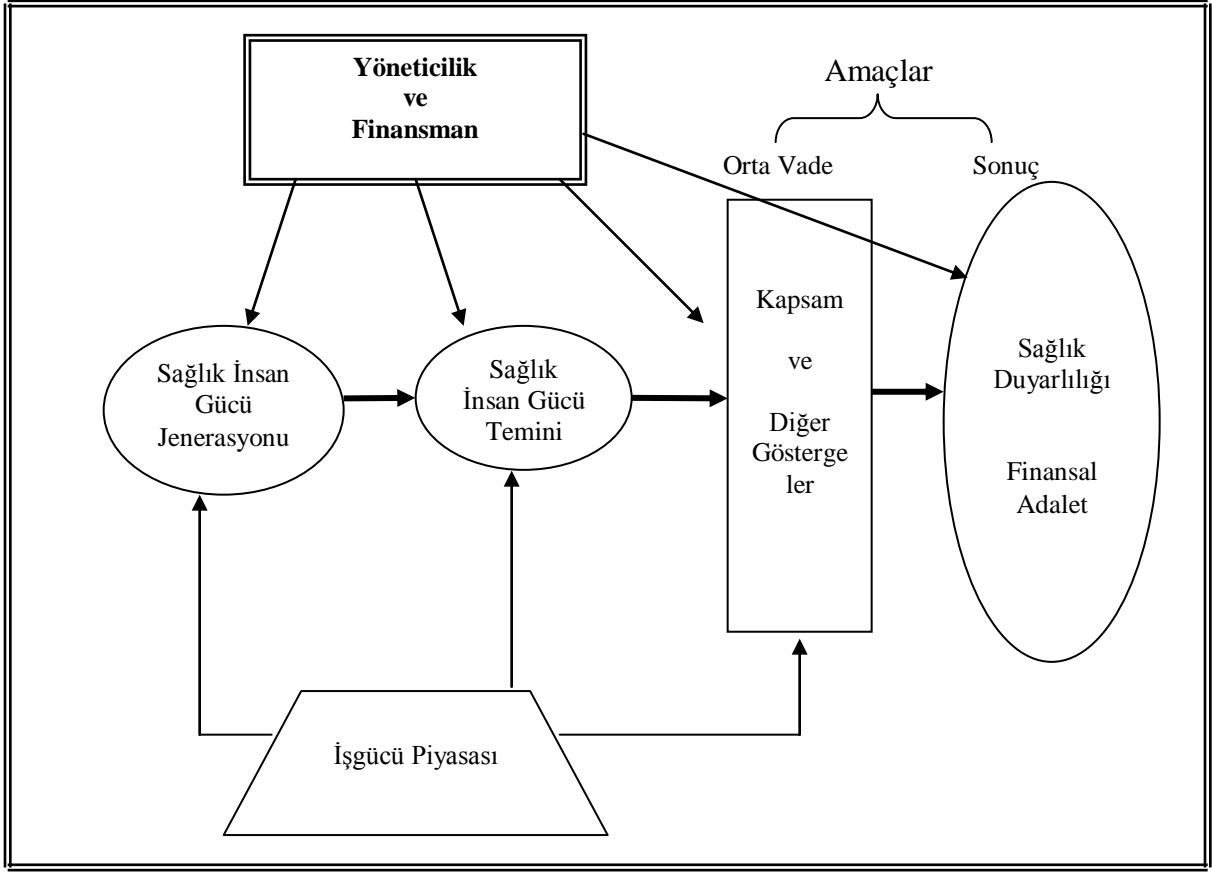 Yöneticilik
ve
Finansman
Amaçlar
Orta Vade
Sonuç
Sağlık İnsan
Gücü
Jenerasyonu
Sağlık
İnsan Gücü
Temini
Kapsam
ve
Diğer
Gösterge
ler
Sağlık
Duyarlılığı
Finansal
Adalet
İşgücü Piyasası